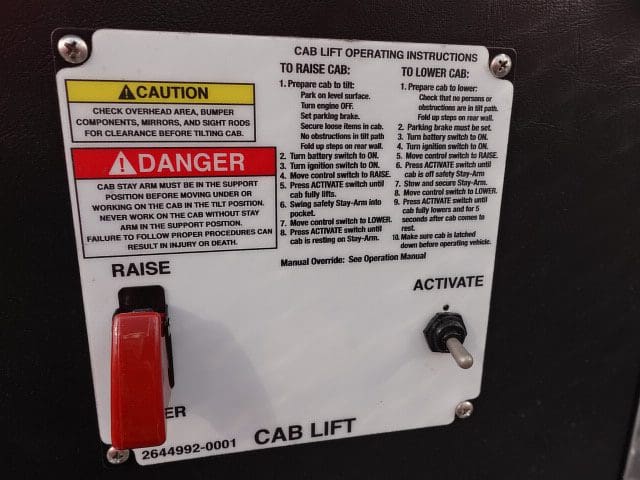 CAB LIFT OPERATING INSTRUCTIONS
CAUTION
CHECK OVERHEAD AREA, BUMPER
COMPONENTS, MIRRORS, AND SIGHT RODS
FOR CLEARANCE BEFORE TILTING CAB.
DANGER
CAB STAY ARM MUST BE IN THE SUPPORT
POSITION BEFORE MOVING UNDER OR
WORKING ON THE CAB IN THE TILT POSITION.
NEVER WORK ON THE CAB WITHOUT STAY
ARM IN THE SUPPORT POSITION.
FAILURE TO FOLLOW PROPER PROCEDURES CAN
RESULT IN INJURY OR DEATH.
TO RAISE CAB:
1. Prepare cab to tilt:
Park on level surface.
Turn engine OFF.
Set parking brake.
Secure loose items in cab.
No obstructions in tilt path
Fold up steps on rear wall.
2. Turn battery switch to ON.
3. Turn ignition switch to ON.
4. Move control switch to RAISE.
5. Press ACTIVATE switch until
cab fully lifts.
6. Swing safety Stay-Arm into
pocket.
7. Move control switch to LOWER.
8. Press ACTIVATE switch until
cab is resting on Stay-Arm.
TO LOWER CAB:
1. Prepare cab to lower:
Check that no persons or
obstructions are in tilt path.
Fold up steps on rear wall.
2. Parking brake must be set.
3. Turn battery switch to ON.
4. Turn ignition switch to ON.
5. Move control switch to RAISE.
6. Press ACTIVATE switch until
cab is off safety Stay-Arm.
7. Stow and secure Stay-Arm.
8. Move control switch to LOWER.
9. Press ACTIVATE switch until
cab fully lowers and for 5
seconds after cab comes to
rest.
10. Make sure cab is latched
down before operating vehicle.
Manual Override: See Operation Manual
RAISE
ACTIVATE
ER
CAB LIFT
2644992-0001